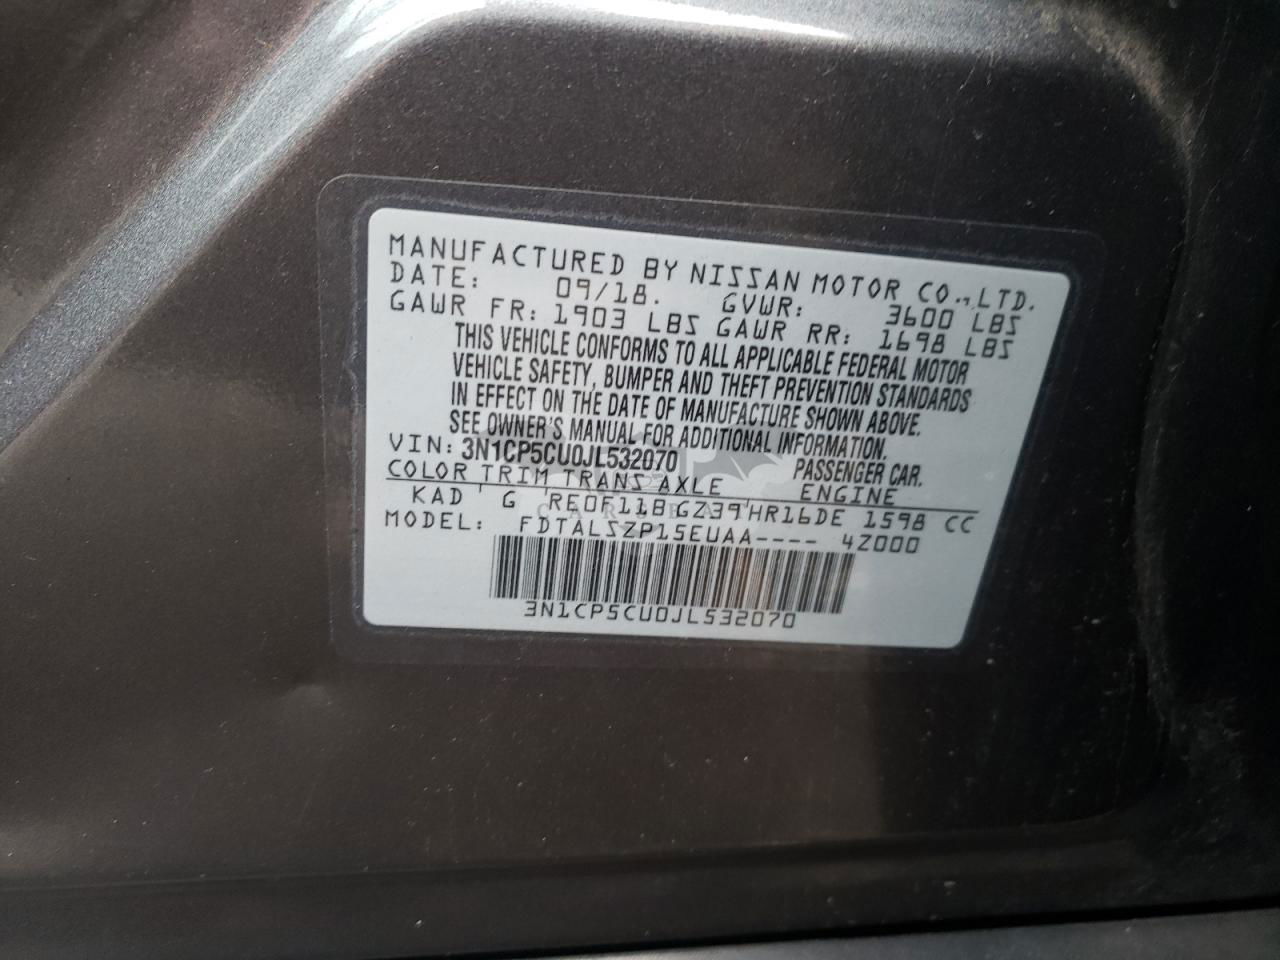 MANUFACTURED BY NISSAN MOTOR CO., LTD.
DATE: 09/18. GVWR: 3600 LBS
GAWR FR: 1903 LBS GAWR RR: 1698 LBS
THIS VEHICLE CONFORMS TO ALL APPLICABLE FEDERAL MOTOR
VEHICLE SAFETY, BUMPER AND THEFT PREVENTION STANDARDS
IN EFFECT ON THE DATE OF MANUFACTURE SHOWN ABOVE.
SEE OWNER'S MANUAL FOR ADDITIONAL INFORMATION.
VIN: 3N1CP5CU0JL532070 PASSENGER CAR.
COLOR TRIM TRANS AXLE ENGINE
KAD G RE0F11B GZ39 HR16DE 1598 CC
MODEL: FDTALSZP15EUAA---- 4Z000
3N1CP5CU0JL532070